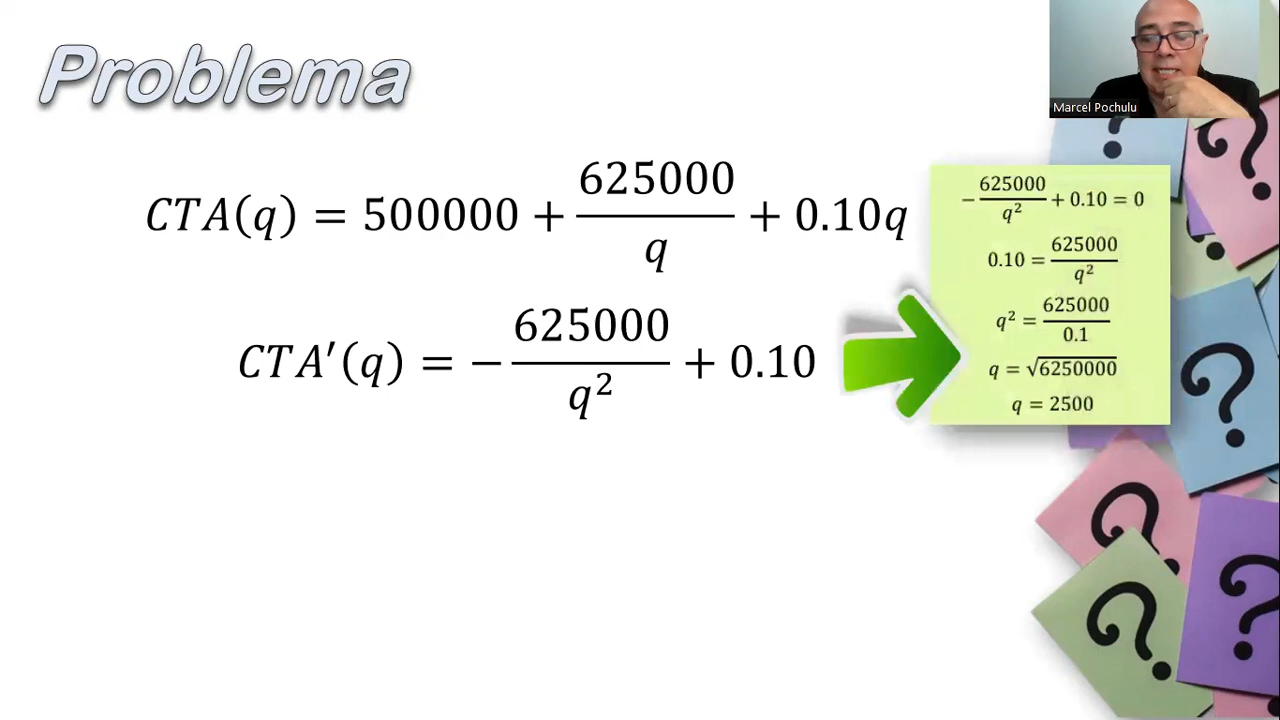 Problema
Marcel Pochulu
CTA(q) = 500000 + 625000/q + 0.10q
CTA′(q) = − 625000/q² + 0.10
− 625000/q² + 0.10 = 0
0.10 = 625000/q²
q² = 625000/0.1
q = √6250000
q = 2500
?
?
?
?
?
?
?